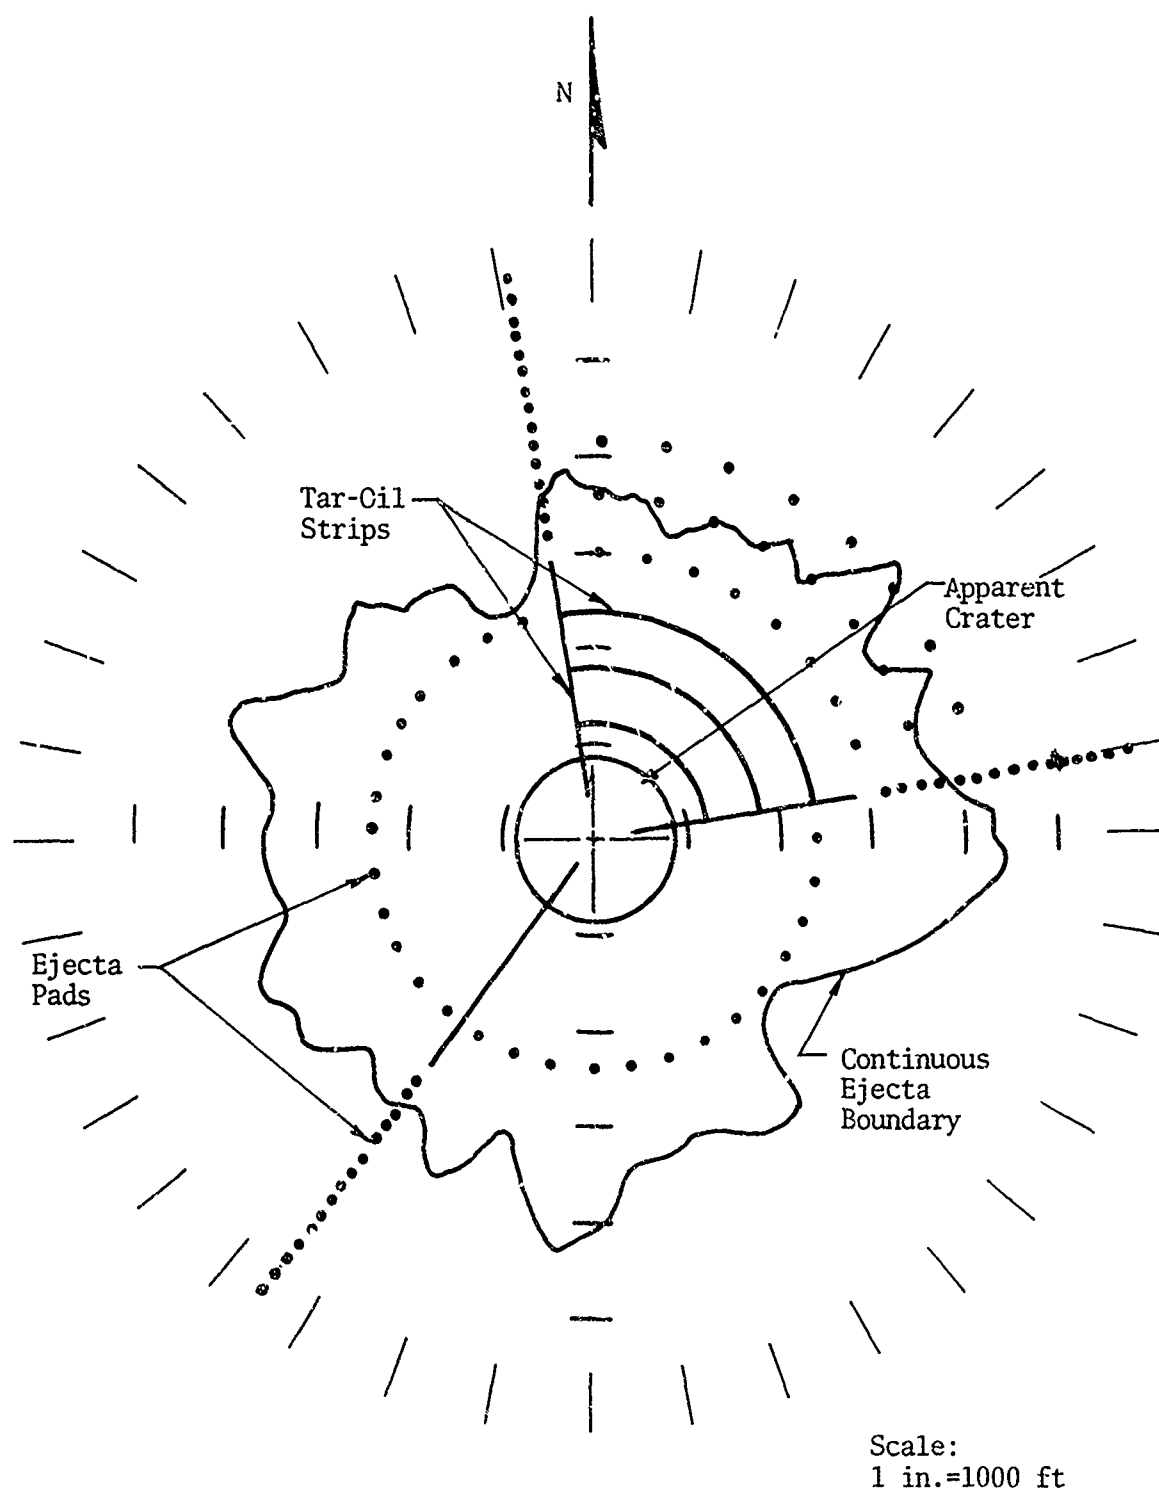 N
Tar-Oil
Strips
Apparent
Crater
Ejecta
Pads
Continuous
Ejecta
Boundary
Scale:
1 in.=1000 ft